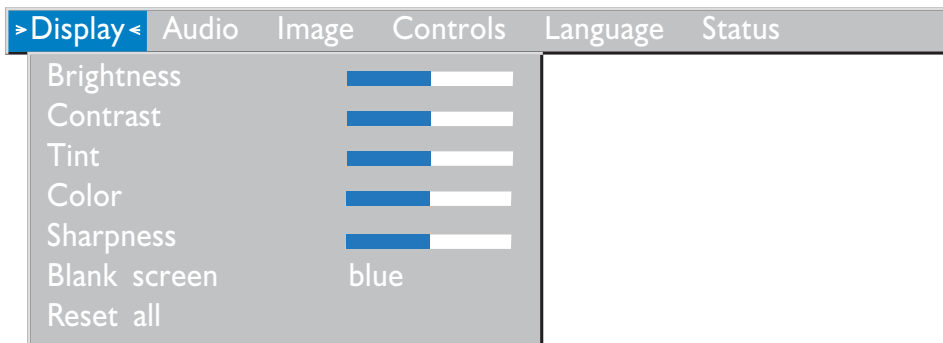 >Display< Audio Image Controls Language Status
Brightness
Contrast
Tint
Color
Sharpness
Blank screen blue
Reset all